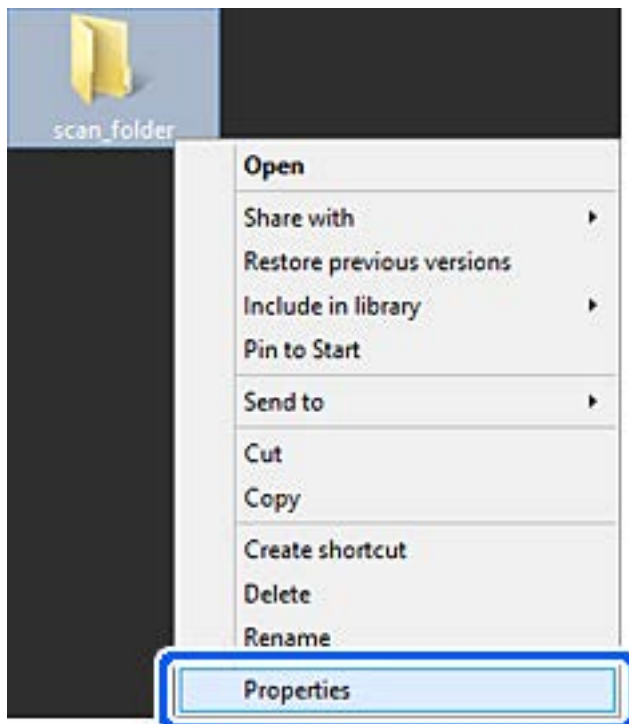 scan_folder
Open
Share with
Restore previous versions
Include in library
Pin to Start
Send to
Cut
Copy
Create shortcut
Delete
Rename
Properties